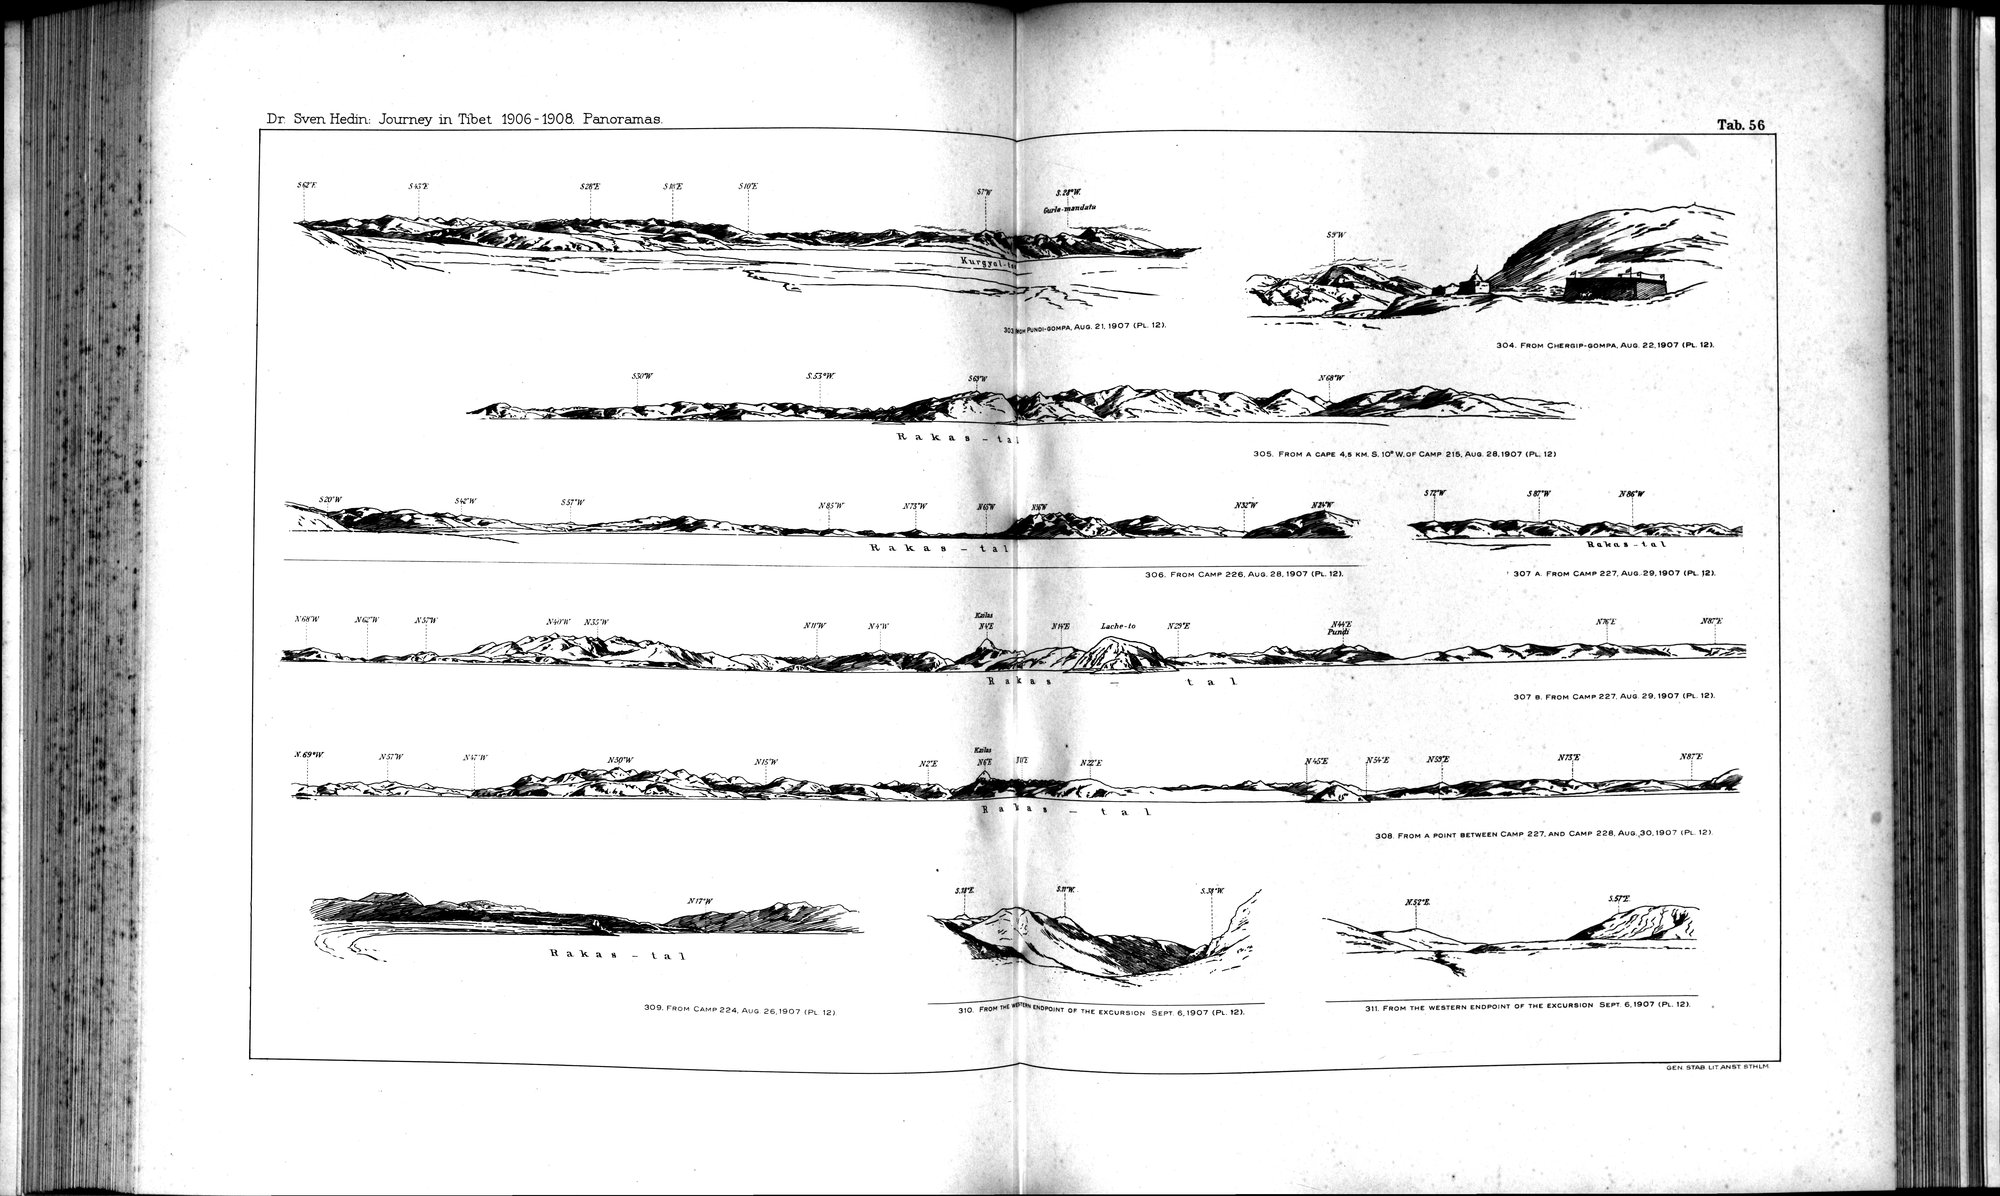 Dr. Sven Hedin: Journey in Tibet 1906-1908. Panoramas.
Tab. 56
S 62°E. S 43°E. S 28°E S 18°E S 10°E S 7°W S. 28°W.
Gurla-mandata
Kurgyal-
303. FROM PUNDI-GOMPA, AUG. 21, 1907 (PL. 12).
S 9°W
304. FROM CHERGIP-GOMPA, AUG. 22, 1907 (PL. 12).
S 30°W S. 53°W. S 69°W N 68°W
Rakas-tal
305. FROM A CAPE 4,5 KM. S. 10° W. OF CAMP 215, AUG. 28, 1907 (PL. 12)
S 20°W S 42°W S 57°W N 85°W N 73°W N 32°W N 24°W
Rakas-tal
306. FROM CAMP 226, AUG. 28, 1907 (PL. 12).
S 72°W S 87°W N 86°W
Rakas-tal
307 A. FROM CAMP 227, AUG. 29, 1907 (PL. 12).
N 68°W N 62°W N 57°W N 40°W N 35°W N 11°W N 4°W Kailas N 4°E N 14°E Lache-to N 29°E N 44°E Pundi N 76°E N 87°E
Rakas - tal
307 B. FROM CAMP 227, AUG. 29, 1907 (PL. 12).
N. 69°W N 57°W N 47°W N 30°W N 15°W N 2°E Kailas N 6°E N 22°E N 45°E N 54°E N 59°E N 73°E N 87°E
Rakas - tal
308. FROM A POINT BETWEEN CAMP 227, AND CAMP 228, AUG. 30, 1907 (PL. 12).
N 17°W
Rakas - tal
309. FROM CAMP 224, AUG. 26, 1907 (PL. 12).
S. 11°W. S. 38°W.
310. FROM THE WESTERN ENDPOINT OF THE EXCURSION SEPT. 6, 1907 (PL. 12).
N. 52°E. S. 57°E.
311. FROM THE WESTERN ENDPOINT OF THE EXCURSION SEPT. 6, 1907 (PL. 12).
GEN. STAB. LIT. ANST. STHLM.